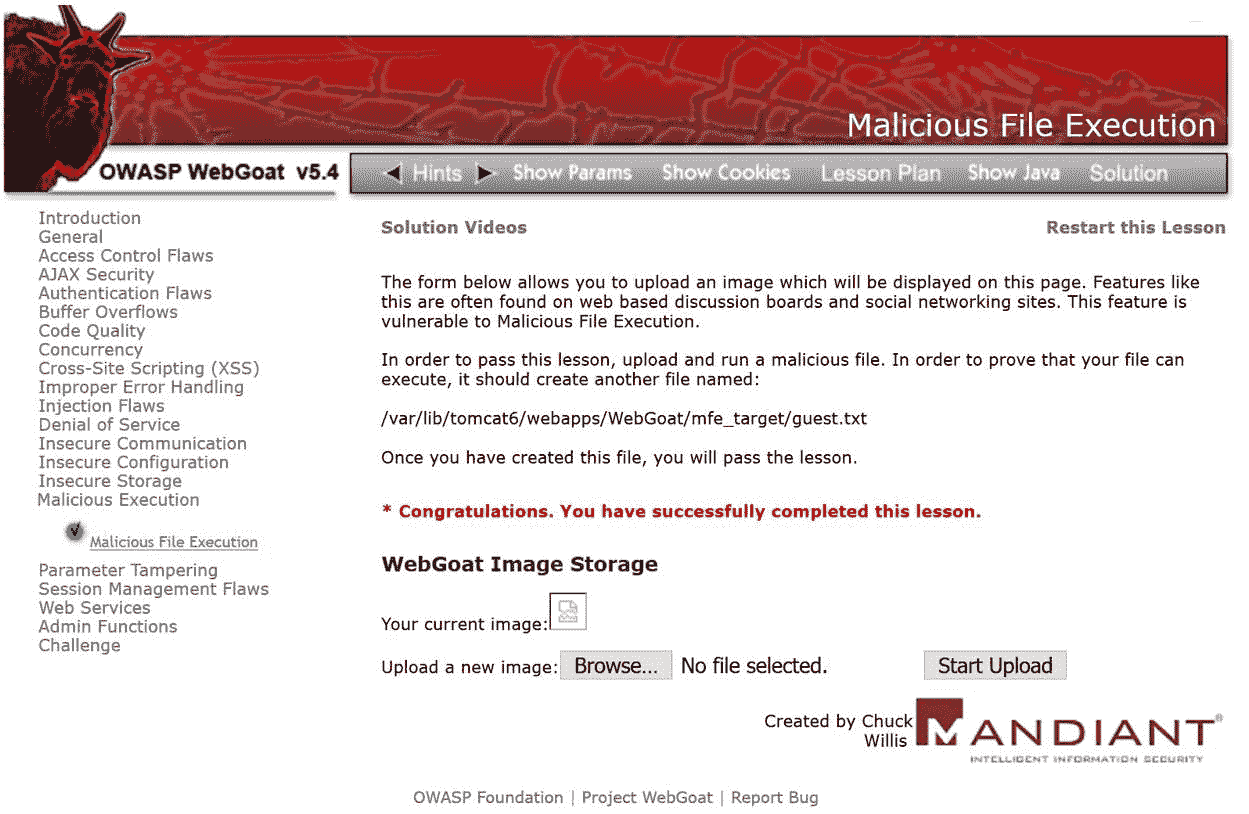 Malicious File Execution
OWASP WebGoat v5.4
Hints Show Params Show Cookies Lesson Plan Show Java Solution
Introduction
General
Access Control Flaws
AJAX Security
Authentication Flaws
Buffer Overflows
Code Quality
Concurrency
Cross-Site Scripting (XSS)
Improper Error Handling
Injection Flaws
Denial of Service
Insecure Communication
Insecure Configuration
Insecure Storage
Malicious Execution
Malicious File Execution
Parameter Tampering
Session Management Flaws
Web Services
Admin Functions
Challenge
Solution Videos Restart this Lesson
The form below allows you to upload an image which will be displayed on this page. Features like
this are often found on web based discussion boards and social networking sites. This feature is
vulnerable to Malicious File Execution.
In order to pass this lesson, upload and run a malicious file. In order to prove that your file can
execute, it should create another file named:
/var/lib/tomcat6/webapps/WebGoat/mfe_target/guest.txt
Once you have created this file, you will pass the lesson.
* Congratulations. You have successfully completed this lesson.
WebGoat Image Storage
Your current image:
Upload a new image: Browse... No file selected. Start Upload
Created by Chuck
Willis
MANDIANT®
INTELLIGENT INFORMATION SECURITY
OWASP Foundation | Project WebGoat | Report Bug